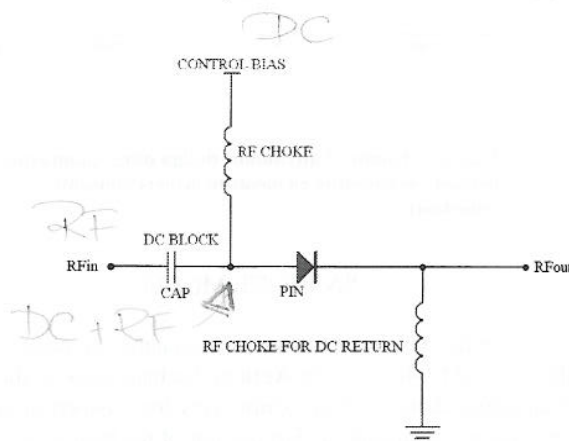 DC
CONTROL BIAS
RF CHOKE
RF
DC BLOCK
RFin
RFout
CAP
PIN
DC + RF
RF CHOKE FOR DC RETURN